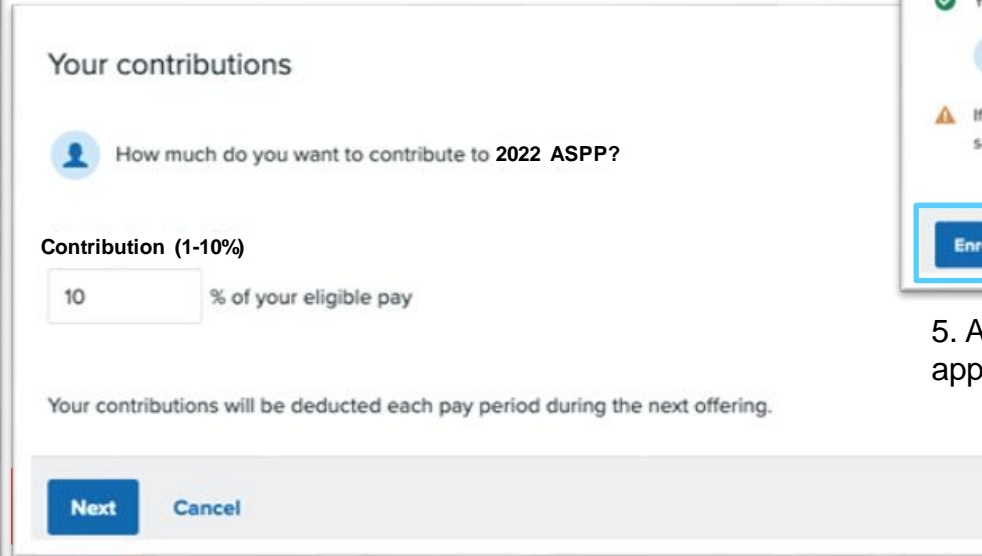 Your contributions
How much do you want to contribute to 2022 ASPP?
Contribution (1-10%)
10 % of your eligible pay
Your contributions will be deducted each pay period during the next offering.
Next Cancel
5. A
app